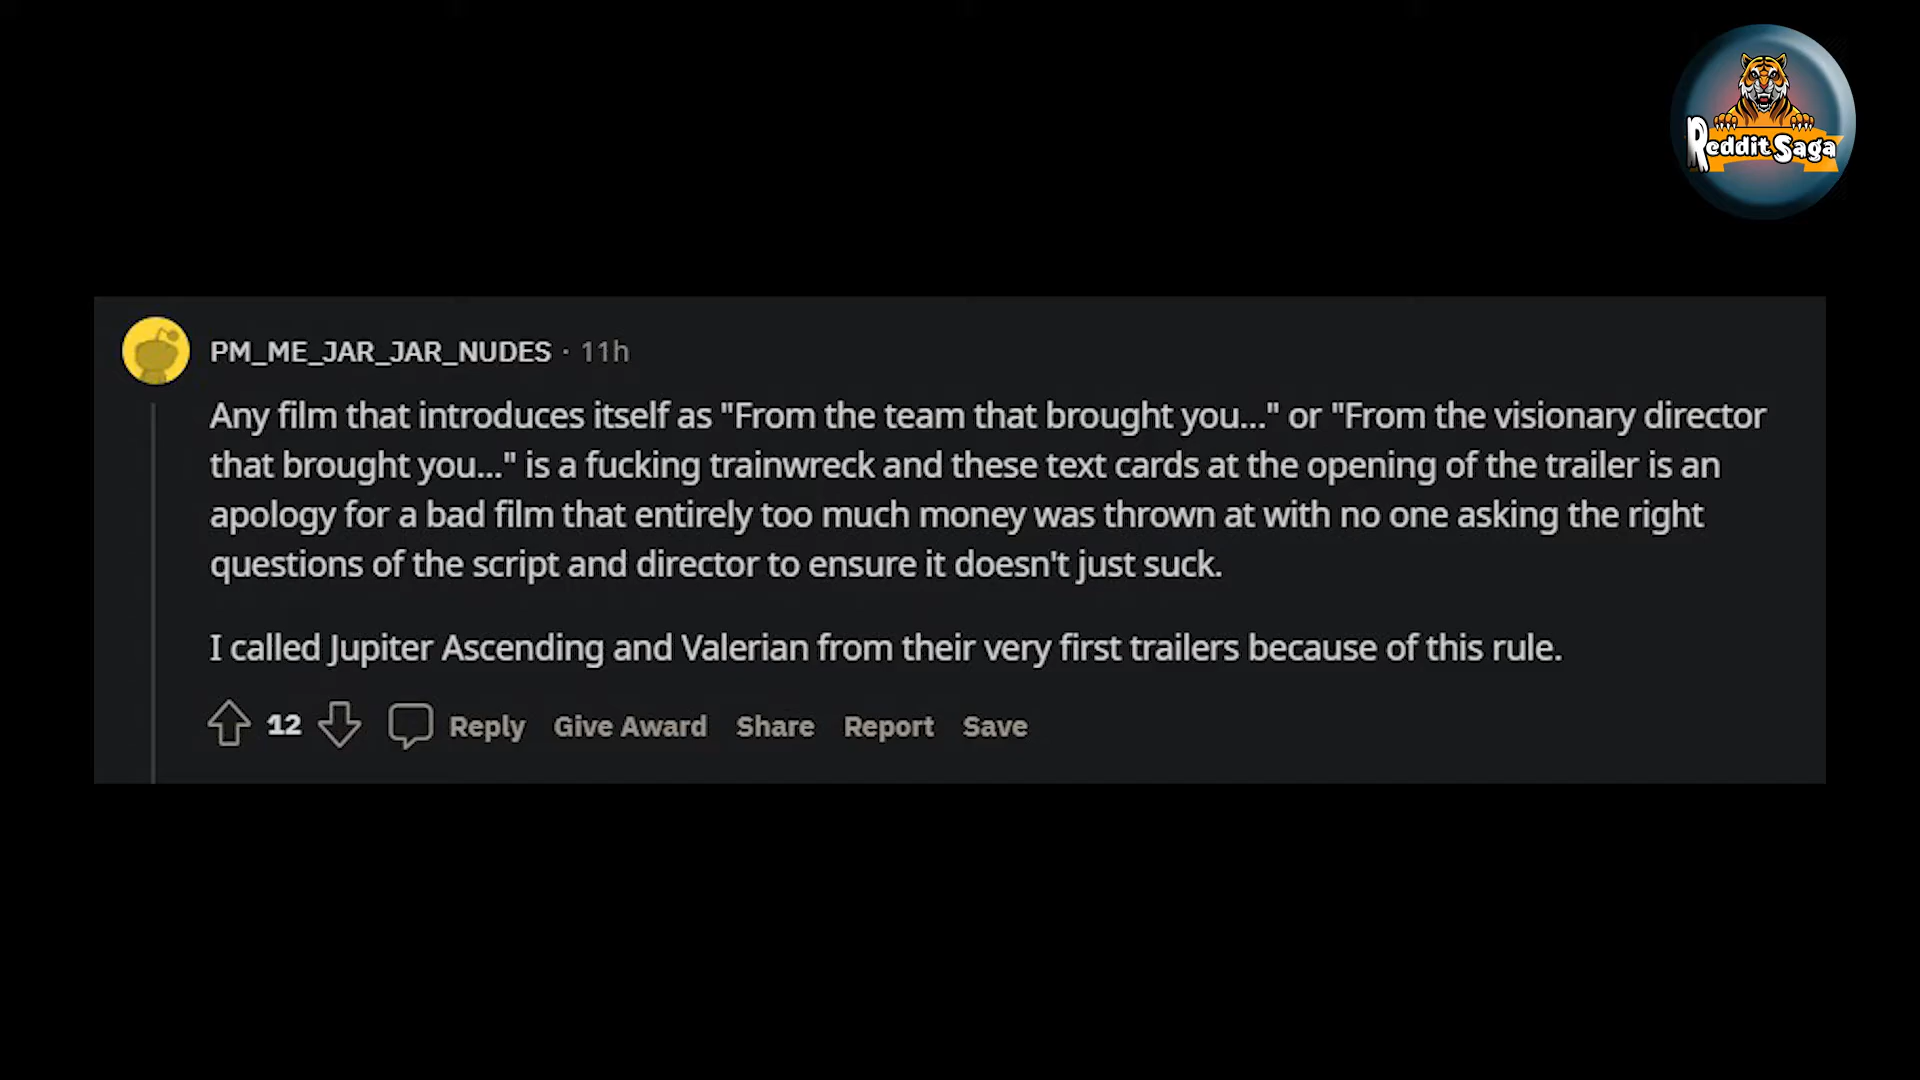 Reddit Saga
PM_ME_JAR_JAR_NUDES · 11h
Any film that introduces itself as "From the team that brought you..." or "From the visionary director
that brought you..." is a fucking trainwreck and these text cards at the opening of the trailer is an
apology for a bad film that entirely too much money was thrown at with no one asking the right
questions of the script and director to ensure it doesn't just suck.
I called Jupiter Ascending and Valerian from their very first trailers because of this rule.
12 Reply Give Award Share Report Save